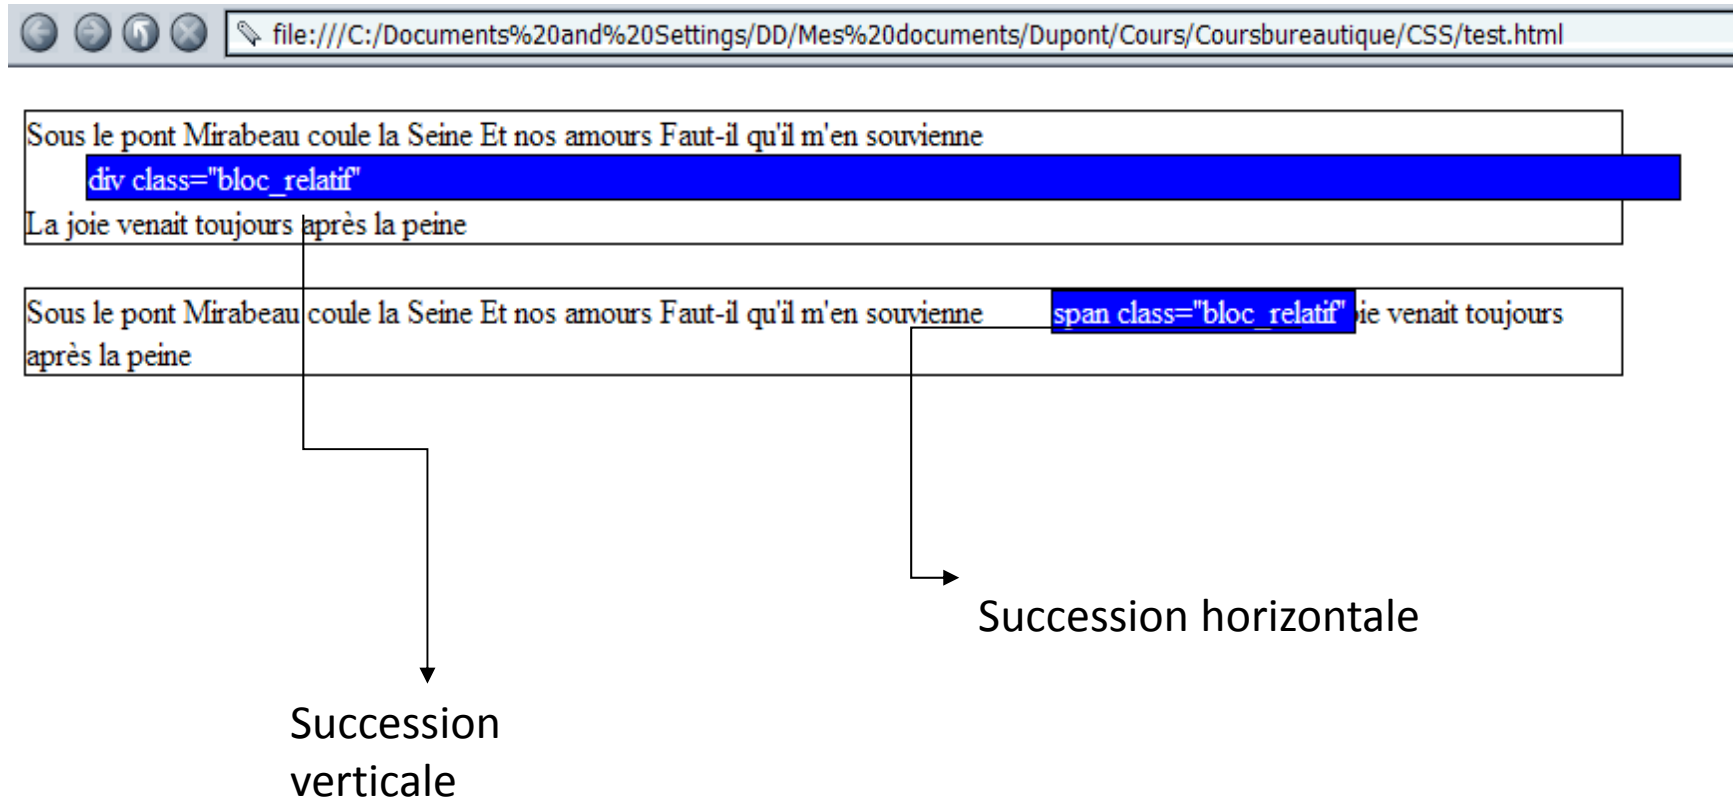 file:///C:/Documents%20and%20Settings/DD/Mes%20documents/Dupont/Cours/Coursbureautique/CSS/test.html
Sous le pont Mirabeau coule la Seine Et nos amours Faut-il qu'il m'en souvienne
div class="bloc_relatif"
La joie venait toujours après la peine
Sous le pont Mirabeau coule la Seine Et nos amours Faut-il qu'il m'en souvienne span class="bloc_relatif" ie venait toujours
après la peine
Succession horizontale
Succession
verticale